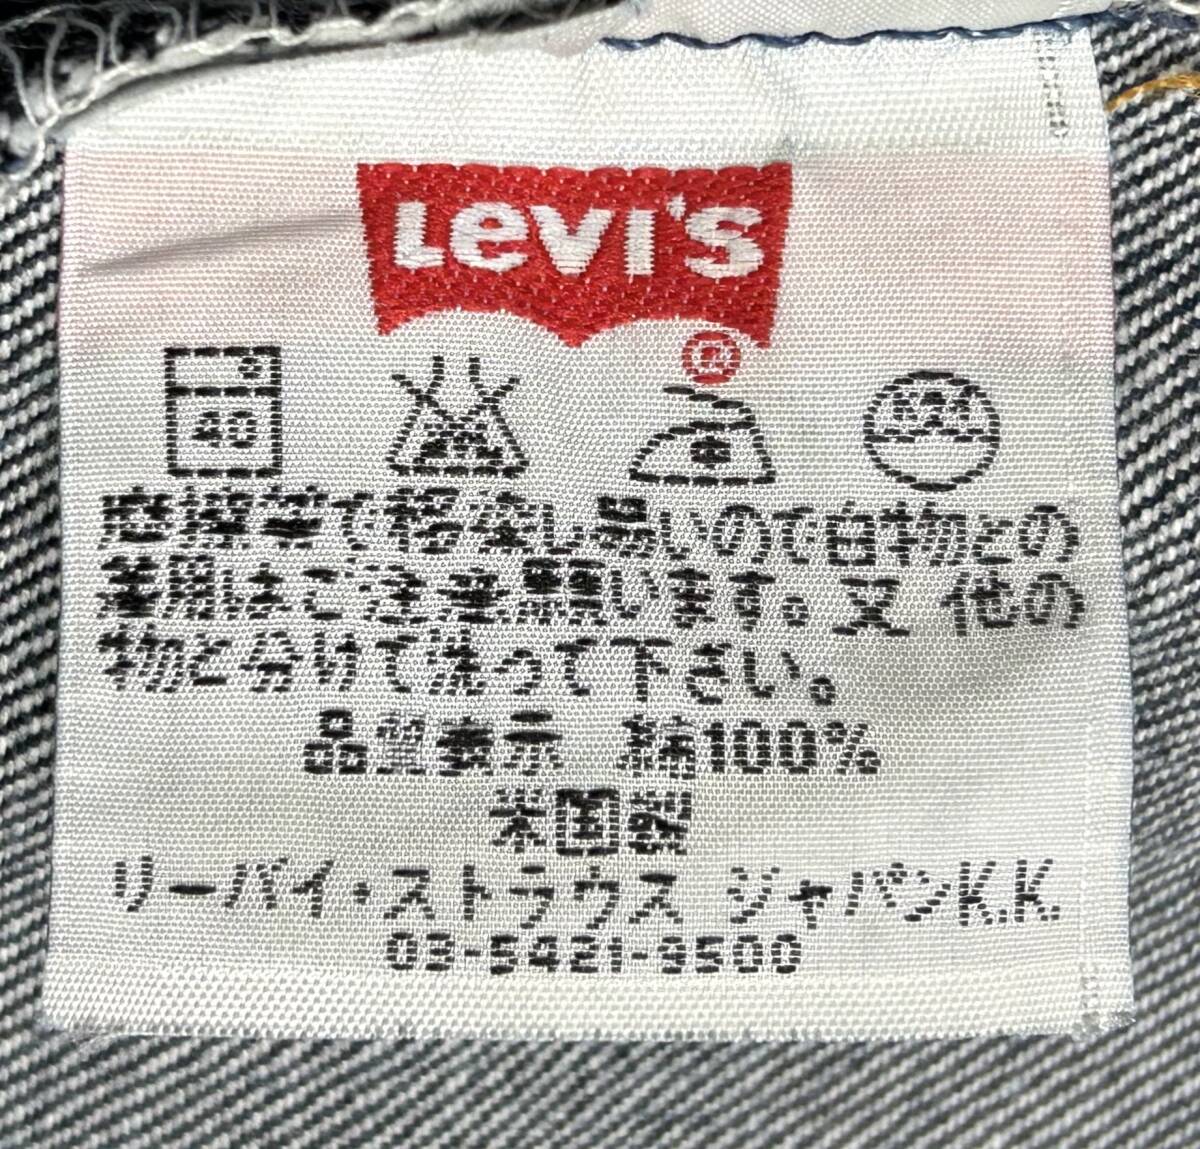 Levi's
®
40
感摩擦で移染し易いので白物との
着用はご注意願います。又 他の
物と分けて洗って下さい。
品質表示 綿100%
米国製
リーバイ・ストラウス ジャパンK.K.
03-5421-9500